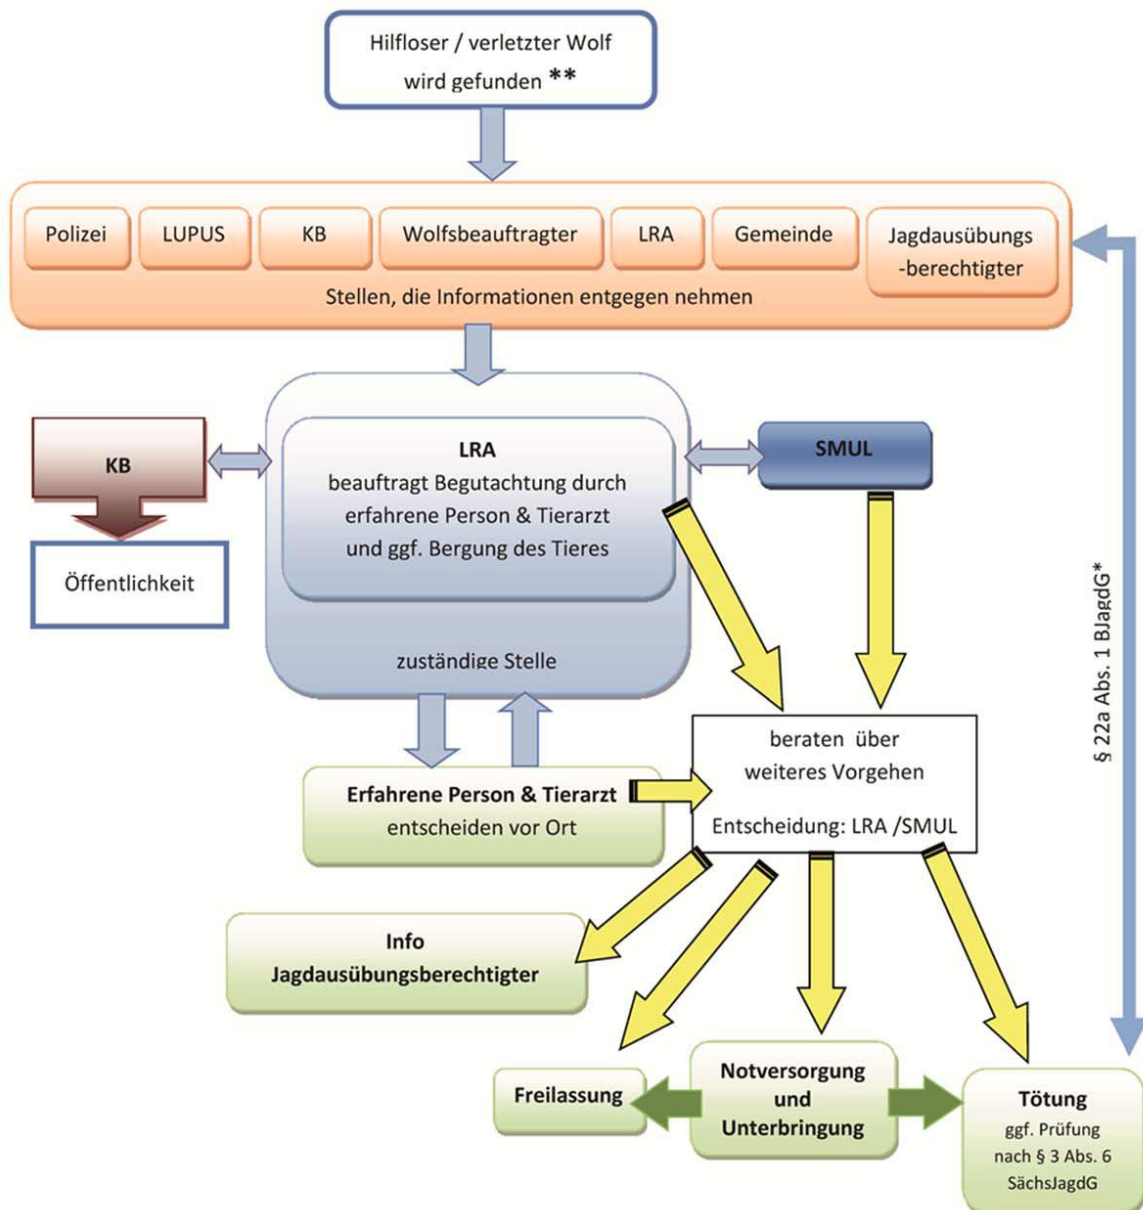 Hilfloser / verletzter Wolf
wird gefunden **
Polizei
LUPUS
KB
Wolfsbeauftragter
LRA
Gemeinde
Jagdausübungs
-berechtigter
Stellen, die Informationen entgegen nehmen
KB
Öffentlichkeit
LRA
beauftragt Begutachtung durch
erfahrene Person & Tierarzt
und ggf. Bergung des Tieres
zuständige Stelle
SMUL
§ 22a Abs. 1 BJagdG*
beraten über
weiteres Vorgehen
Entscheidung: LRA /SMUL
Erfahrene Person & Tierarzt
entscheiden vor Ort
Info
Jagdausübungsberechtigter
Freilassung
Notversorgung
und
Unterbringung
Tötung
ggf. Prüfung
nach § 3 Abs. 6
SächsJagdG